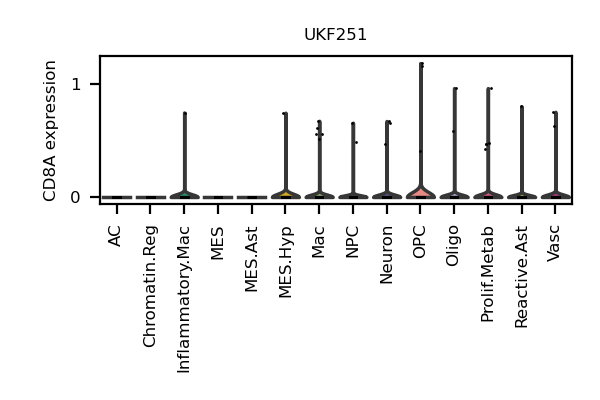 UKF251
CD8A expression
1
0
AC
Chromatin.Reg
Inflammatory.Mac
MES
MES.Ast
MES.Hyp
Mac
NPC
Neuron
OPC
Oligo
Prolif.Metab
Reactive.Ast
Vasc